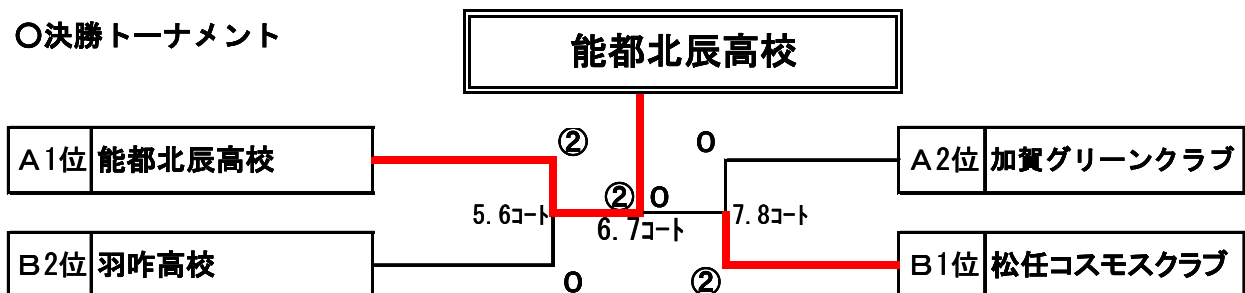 〇決勝トーナメント
能都北辰高校
A1位 能都北辰高校
② 0
A2位 加賀グリーンクラブ
② 0
5.6コート
6.7コート
7.8コート
B2位 羽咋高校
0 ②
B1位 松任コスモスクラブ